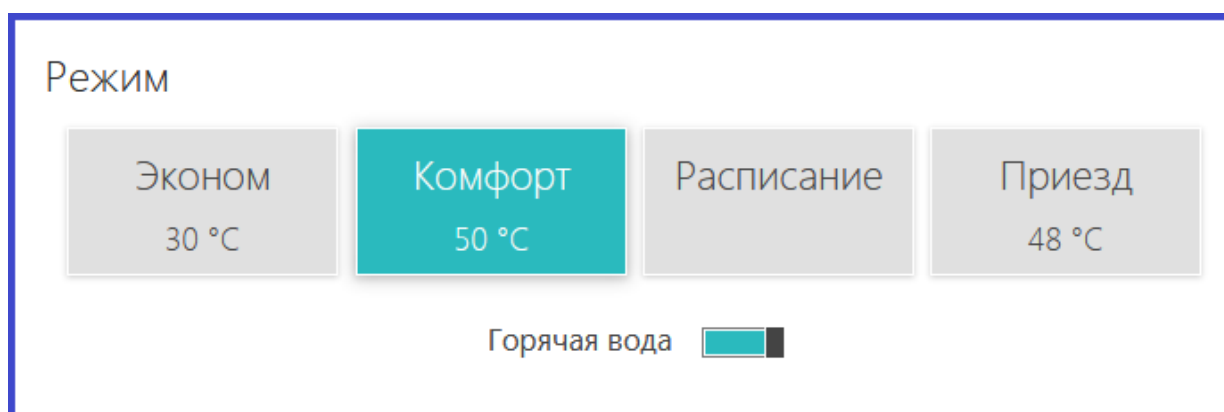 Режим
Эконом Комфорт Расписание Приезд
30 °C 50 °C 48 °C
Горячая вода